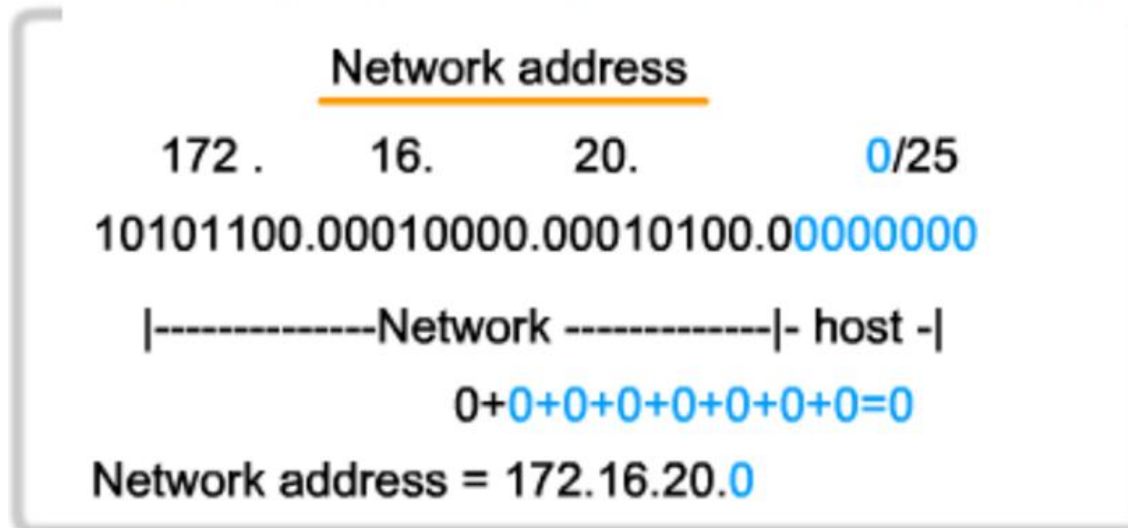 Network address
172 . 16. 20. 0/25
10101100.00010000.00010100.00000000
|--------------Network -------------|- host -|
0+0+0+0+0+0+0+0=0
Network address = 172.16.20.0